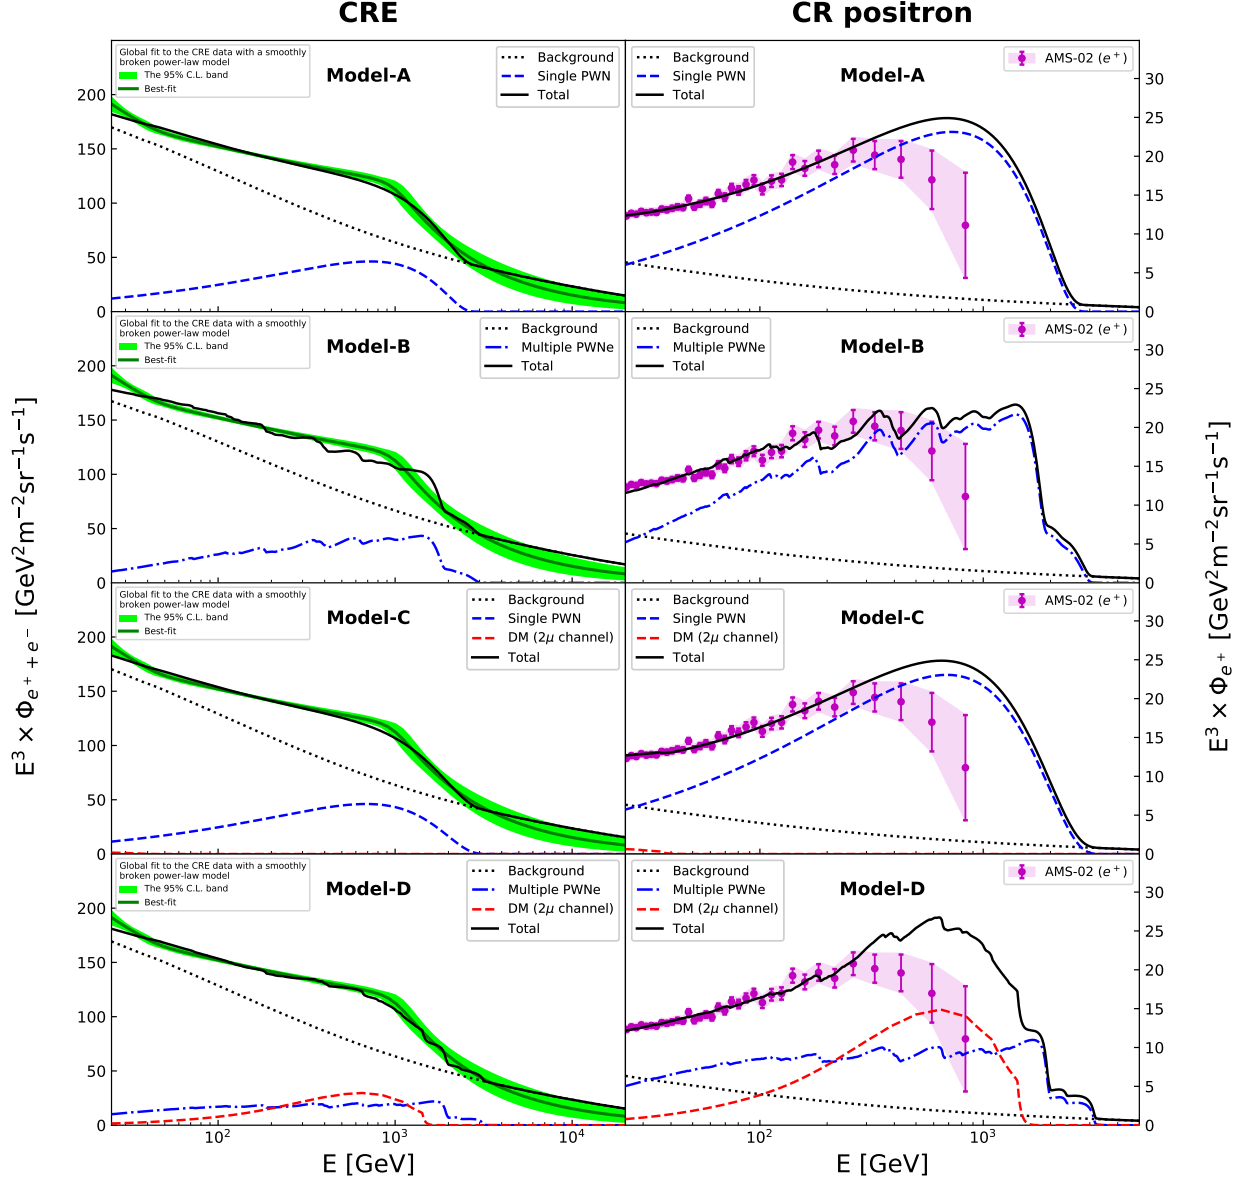 CRE
CR positron
Global fit to the CRE data with a smoothly
broken power-law model
The 95% C.L. band
Best-fit
Model-A
Background
Single PWN
Total
200
150
100
50
0
Background
Single PWN
Total
Model-A
AMS-02 (e⁺)
30
25
20
15
10
5
0
Global fit to the CRE data with a smoothly
broken power-law model
The 95% C.L. band
Best-fit
Model-B
Background
Multiple PWNe
Total
200
150
100
50
0
Background
Multiple PWNe
Total
Model-B
AMS-02 (e⁺)
30
25
20
15
10
5
0
Global fit to the CRE data with a smoothly
broken power-law model
The 95% C.L. band
Best-fit
Model-C
Background
Single PWN
DM (2μ channel)
Total
200
150
100
50
0
Background
Single PWN
DM (2μ channel)
Total
Model-C
AMS-02 (e⁺)
30
25
20
15
10
5
0
Global fit to the CRE data with a smoothly
broken power-law model
The 95% C.L. band
Best-fit
Model-D
Background
Multiple PWNe
DM (2μ channel)
Total
200
150
100
50
0
Background
Multiple PWNe
DM (2μ channel)
Total
Model-D
AMS-02 (e⁺)
30
25
20
15
10
5
0
10² 10³ 10⁴
10² 10³
E [GeV]
E [GeV]
E³ × Φ_{e⁺+e⁻} [GeV²m⁻²sr⁻¹s⁻¹]
E³ × Φ_{e⁺} [GeV²m⁻²sr⁻¹s⁻¹]